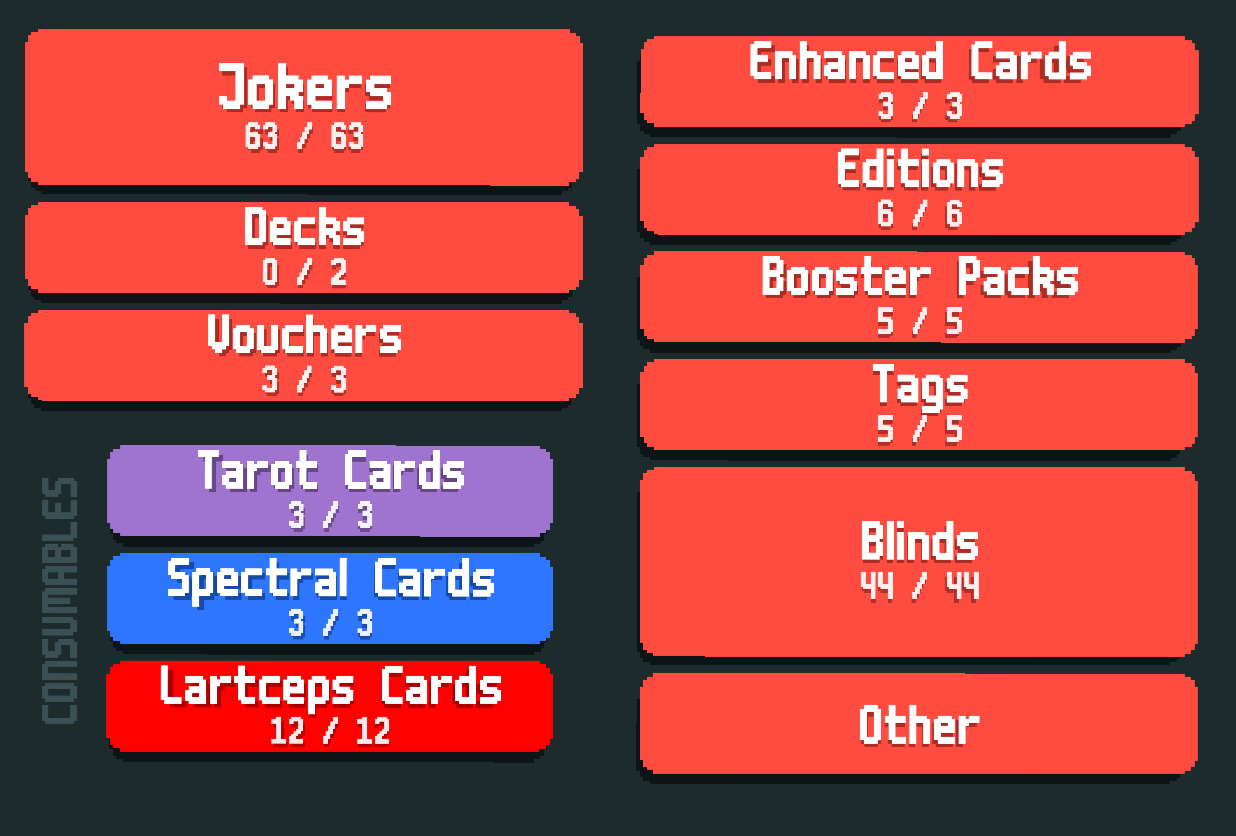 Jokers
63 / 63
Decks
0 / 2
Vouchers
3 / 3
CONSUMABLES
Tarot Cards
3 / 3
Spectral Cards
3 / 3
Lartceps Cards
12 / 12
Enhanced Cards
3 / 3
Editions
6 / 6
Booster Packs
5 / 5
Tags
5 / 5
Blinds
44 / 44
Other